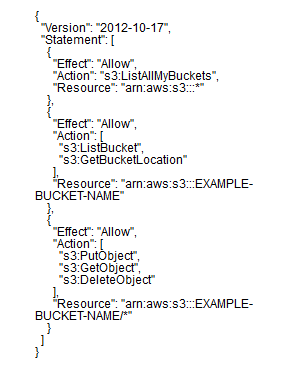 {
"Version": "2012-10-17",
"Statement": [
{
"Effect": "Allow",
"Action": "s3:ListAllMyBuckets",
"Resource": "arn:aws:s3:::*"
},
{
"Effect": "Allow",
"Action": [
"s3:ListBucket",
"s3:GetBucketLocation"
],
"Resource": "arn:aws:s3:::EXAMPLE-
BUCKET-NAME"
},
{
"Effect": "Allow",
"Action": [
"s3:PutObject",
"s3:GetObject",
"s3:DeleteObject"
],
"Resource": "arn:aws:s3:::EXAMPLE-
BUCKET-NAME/*"
}
]
}